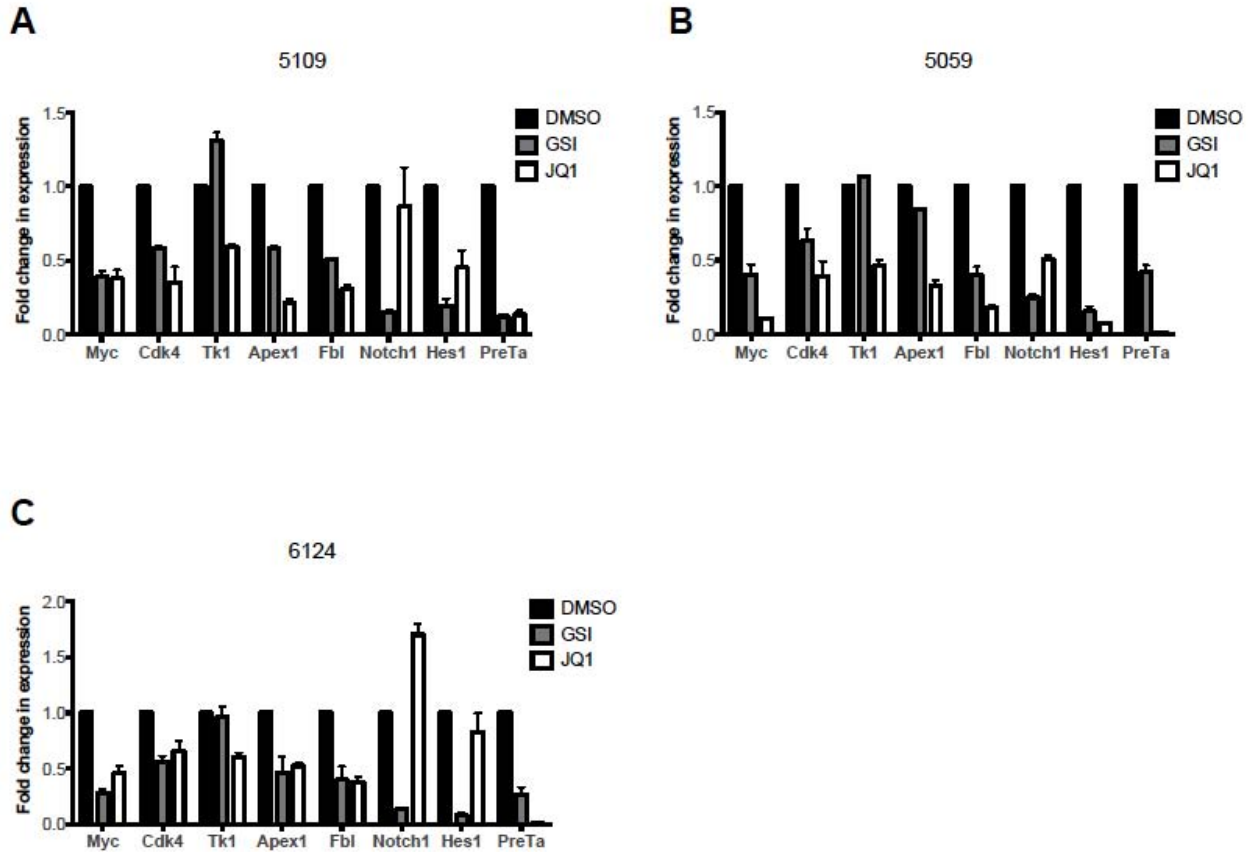 A
5109
Fold change in expression
1.5
1.0
0.5
0.0
DMSO
GSI
JQ1
Myc Cdk4 Tk1 Apex1 Fbl Notch1 Hes1 PreTa
B
5059
Fold change in expression
1.5
1.0
0.5
0.0
DMSO
GSI
JQ1
Myc Cdk4 Tk1 Apex1 Fbl Notch1 Hes1 PreTa
C
6124
Fold change in expression
2.0
1.5
1.0
0.5
0.0
DMSO
GSI
JQ1
Myc Cdk4 Tk1 Apex1 Fbl Notch1 Hes1 PreTa